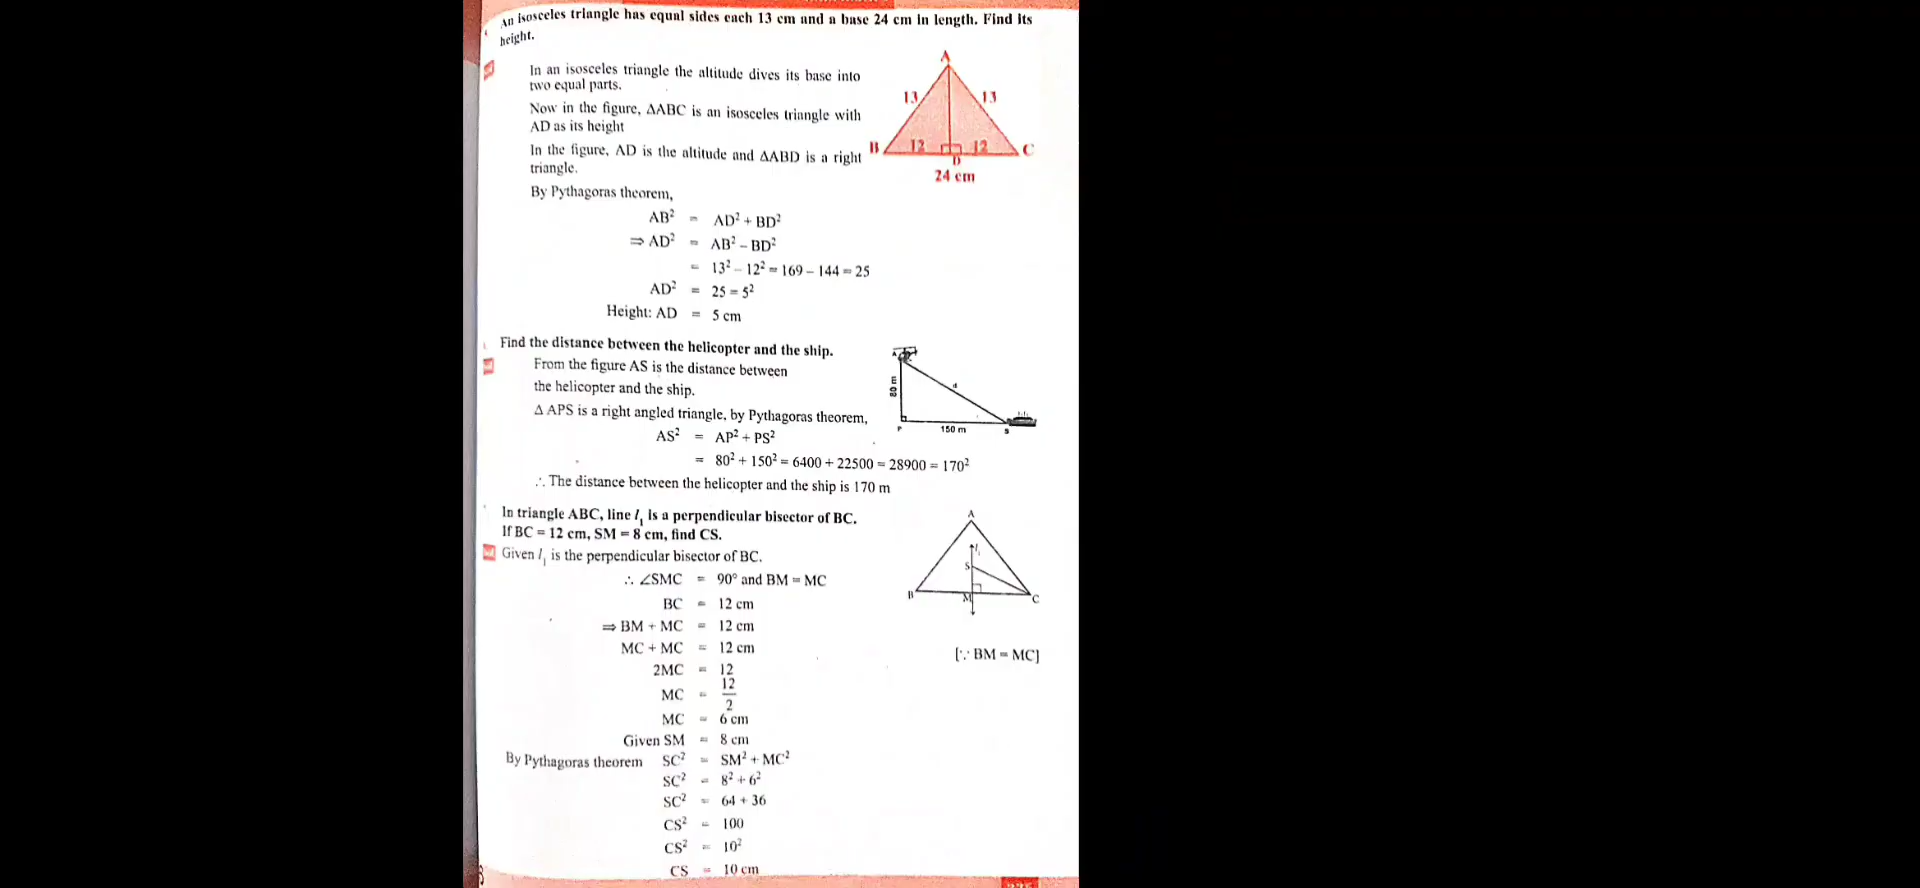 An isosceles triangle has equal sides each 13 cm and a base 24 cm in length. Find its
height.
In an isosceles triangle the altitude dives its base into
two equal parts.
Now in the figure, ΔABC is an isosceles triangle with
AD as its height
In the figure, AD is the altitude and ΔABD is a right
triangle.
By Pythagoras theorem,
AB² = AD² + BD²
⇒ AD² = AB² – BD²
= 13² – 12² = 169 – 144 = 25
AD² = 25 = 5²
Height: AD = 5 cm
A
13 13
B 12 12 C
D
24 cm
Find the distance between the helicopter and the ship.
From the figure AS is the distance between
the helicopter and the ship.
Δ APS is a right angled triangle, by Pythagoras theorem,
AS² = AP² + PS²
= 80² + 150² = 6400 + 22500 = 28900 = 170²
∴ The distance between the helicopter and the ship is 170 m
A
80 m
d
P 150 m S
In triangle ABC, line l₁ is a perpendicular bisector of BC.
If BC = 12 cm, SM = 8 cm, find CS.
Given l₁ is the perpendicular bisector of BC.
∴ ∠SMC = 90° and BM = MC
BC = 12 cm
⇒ BM + MC = 12 cm
MC + MC = 12 cm [∵ BM = MC]
2MC = 12
MC = 12/2
MC = 6 cm
Given SM = 8 cm
By Pythagoras theorem SC² = SM² + MC²
SC² = 8² + 6²
SC² = 64 + 36
CS² = 100
CS² = 10²
CS = 10 cm
A
l₁
S
B M C